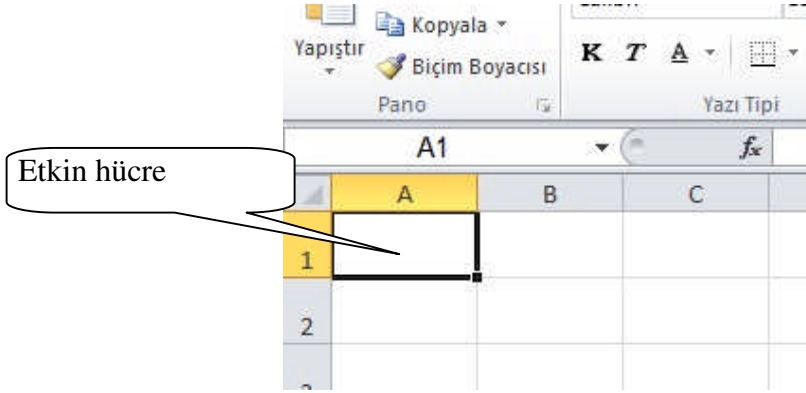 Kopyala
Yapıştır
Biçim Boyacısı
K T A
Pano
Yazı Tipi
A1
fx
Etkin hücre
A B C
1
2